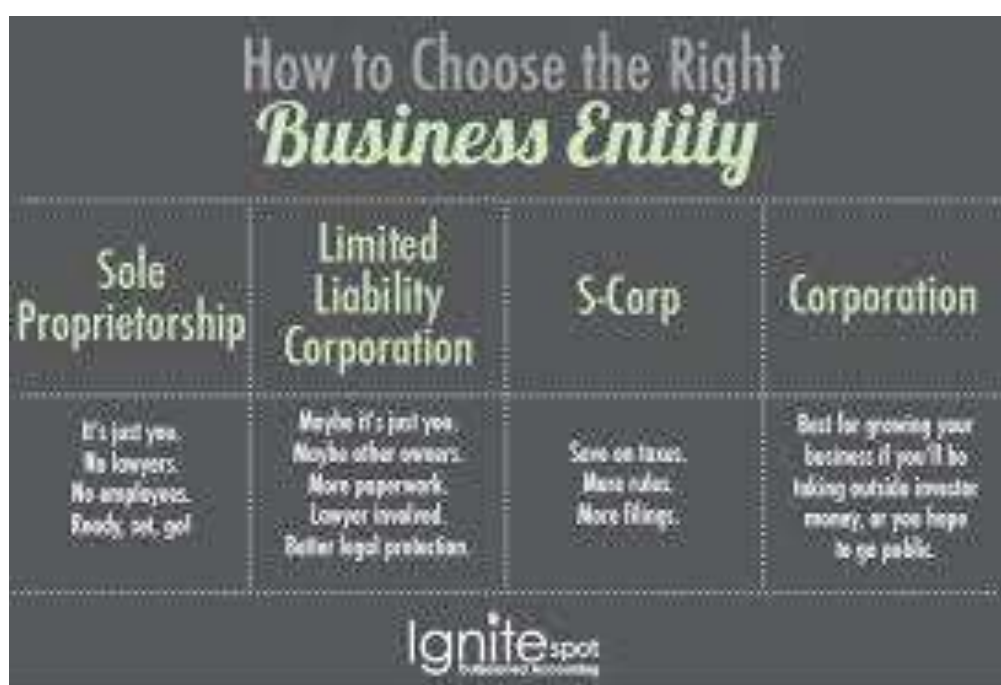 How to Choose the Right
Business Entity
Sole
Proprietorship
Limited
Liability
Corporation
S-Corp
Corporation
It's just you.
No lawyers.
No employees.
Ready, set, go!
Maybe it's just you.
Maybe other owners.
More paperwork.
Lawyer involved.
Better legal protection.
Save on taxes.
More rules.
More filings.
Best for growing your
business if you'll be
taking outside investor
money, or you hope
to go public.
Ignite spot
Outsourced Accounting